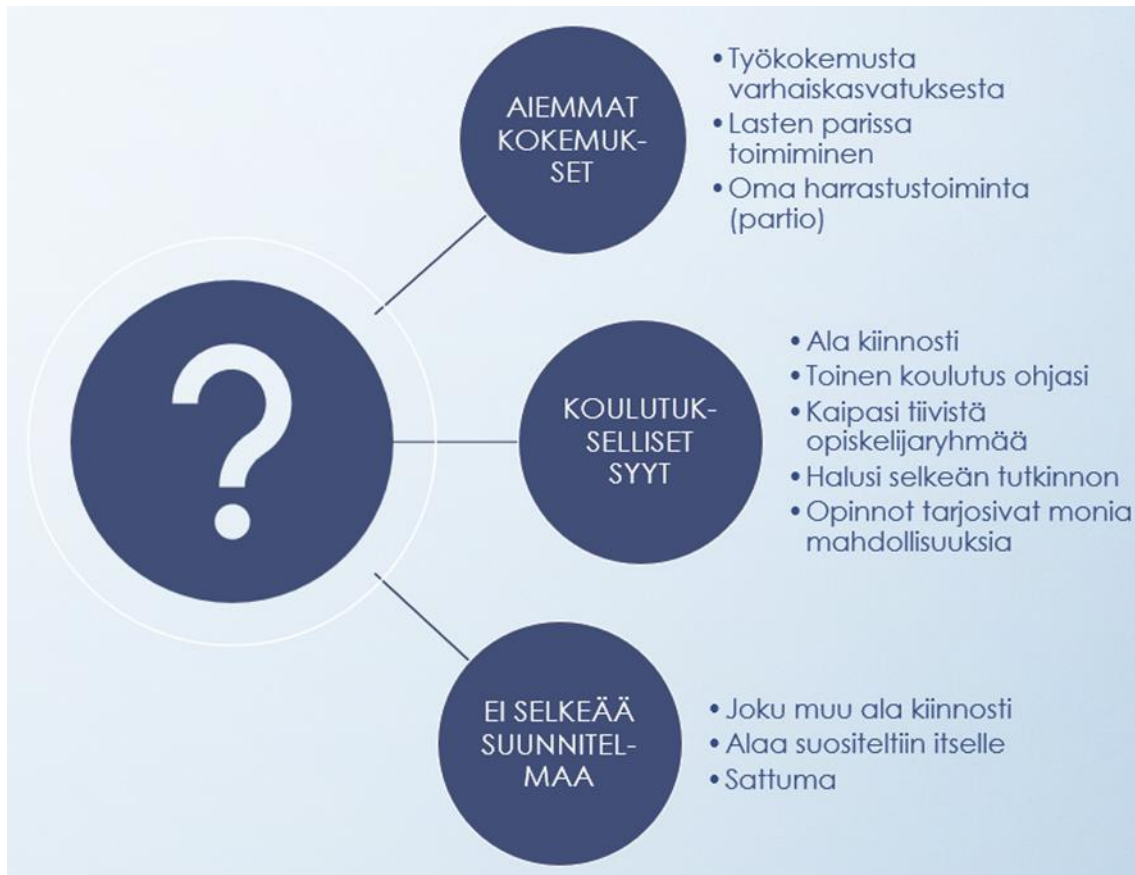 ?
AIEMMAT
KOKEMUK-
SET
•Työkokemusta
varhaiskasvatuksesta
•Lasten parissa
toimiminen
•Oma harrastustoiminta
(partio)
KOULUTUK-
SELLISET
SYYT
•Ala kiinnosti
•Toinen koulutus ohjasi
•Kaipasi tiivistä
opiskelijaryhmää
•Halusi selkeän tutkinnon
•Opinnot tarjosivat monia
mahdollisuuksia
EI SELKEÄÄ
SUUNNITEL-
MAA
•Joku muu ala kiinnosti
•Alaa suositeltiin itselle
•Sattuma